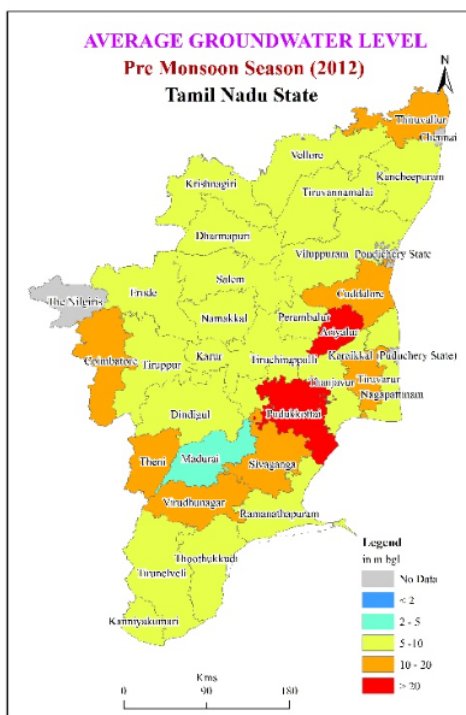 AVERAGE GROUNDWATER LEVEL
Pre Monsoon Season (2012)
Tamil Nadu State
N
Thiruvallur
Chennai
Vellore
Kancheepuram
Krishnagiri
Tiruvannamalai
Dharmapuri
Viluppuram
Pondichery State
The Nilgiris
Erode
Salem
Cuddalore
Namakkal
Perambalur
Ariyalur
Coimbatore
Tiruppur
Karur
Tiruchirappalli
Karaikkal (Puduchery State)
Thanjavur
Tiruvarur
Nagapattinam
Dindigul
Pudukkottai
Theni
Madurai
Sivaganga
Virudhunagar
Ramanathapuram
Thoothukkudi
Tirunelveli
Kanniyakumari
Legend
in m bgl
No Data
< 2
2 - 5
5 -10
10 - 20
> 20
Kms
0 90 180